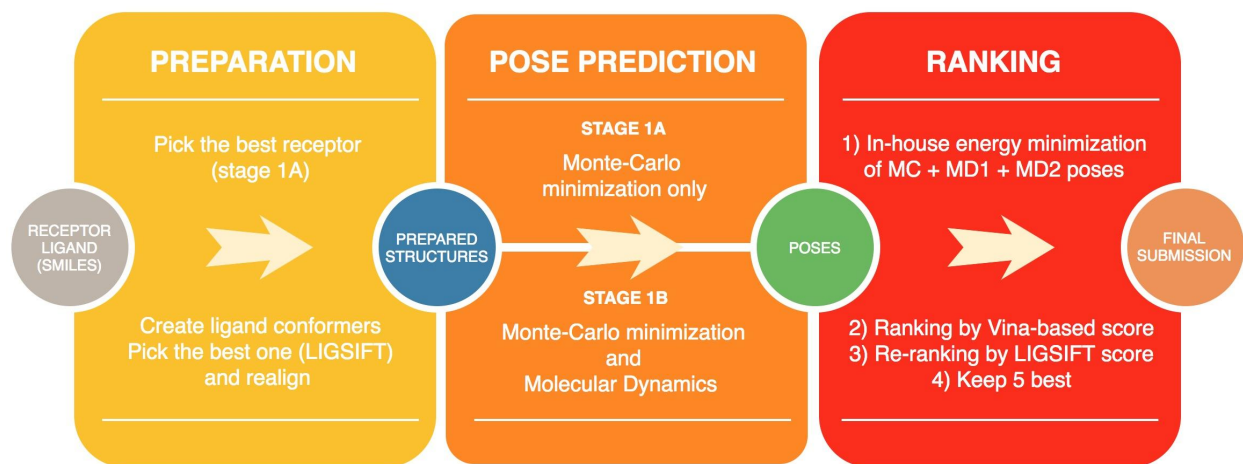 PREPARATION
Pick the best receptor
(stage 1A)
RECEPTOR
LIGAND
(SMILES)
Create ligand conformers
Pick the best one (LIGSIFT)
and realign
PREPARED
STRUCTURES
POSE PREDICTION
STAGE 1A
Monte-Carlo
minimization only
STAGE 1B
Monte-Carlo minimization
and
Molecular Dynamics
POSES
RANKING
1) In-house energy minimization
of MC + MD1 + MD2 poses
2) Ranking by Vina-based score
3) Re-ranking by LIGSIFT score
4) Keep 5 best
FINAL
SUBMISSION